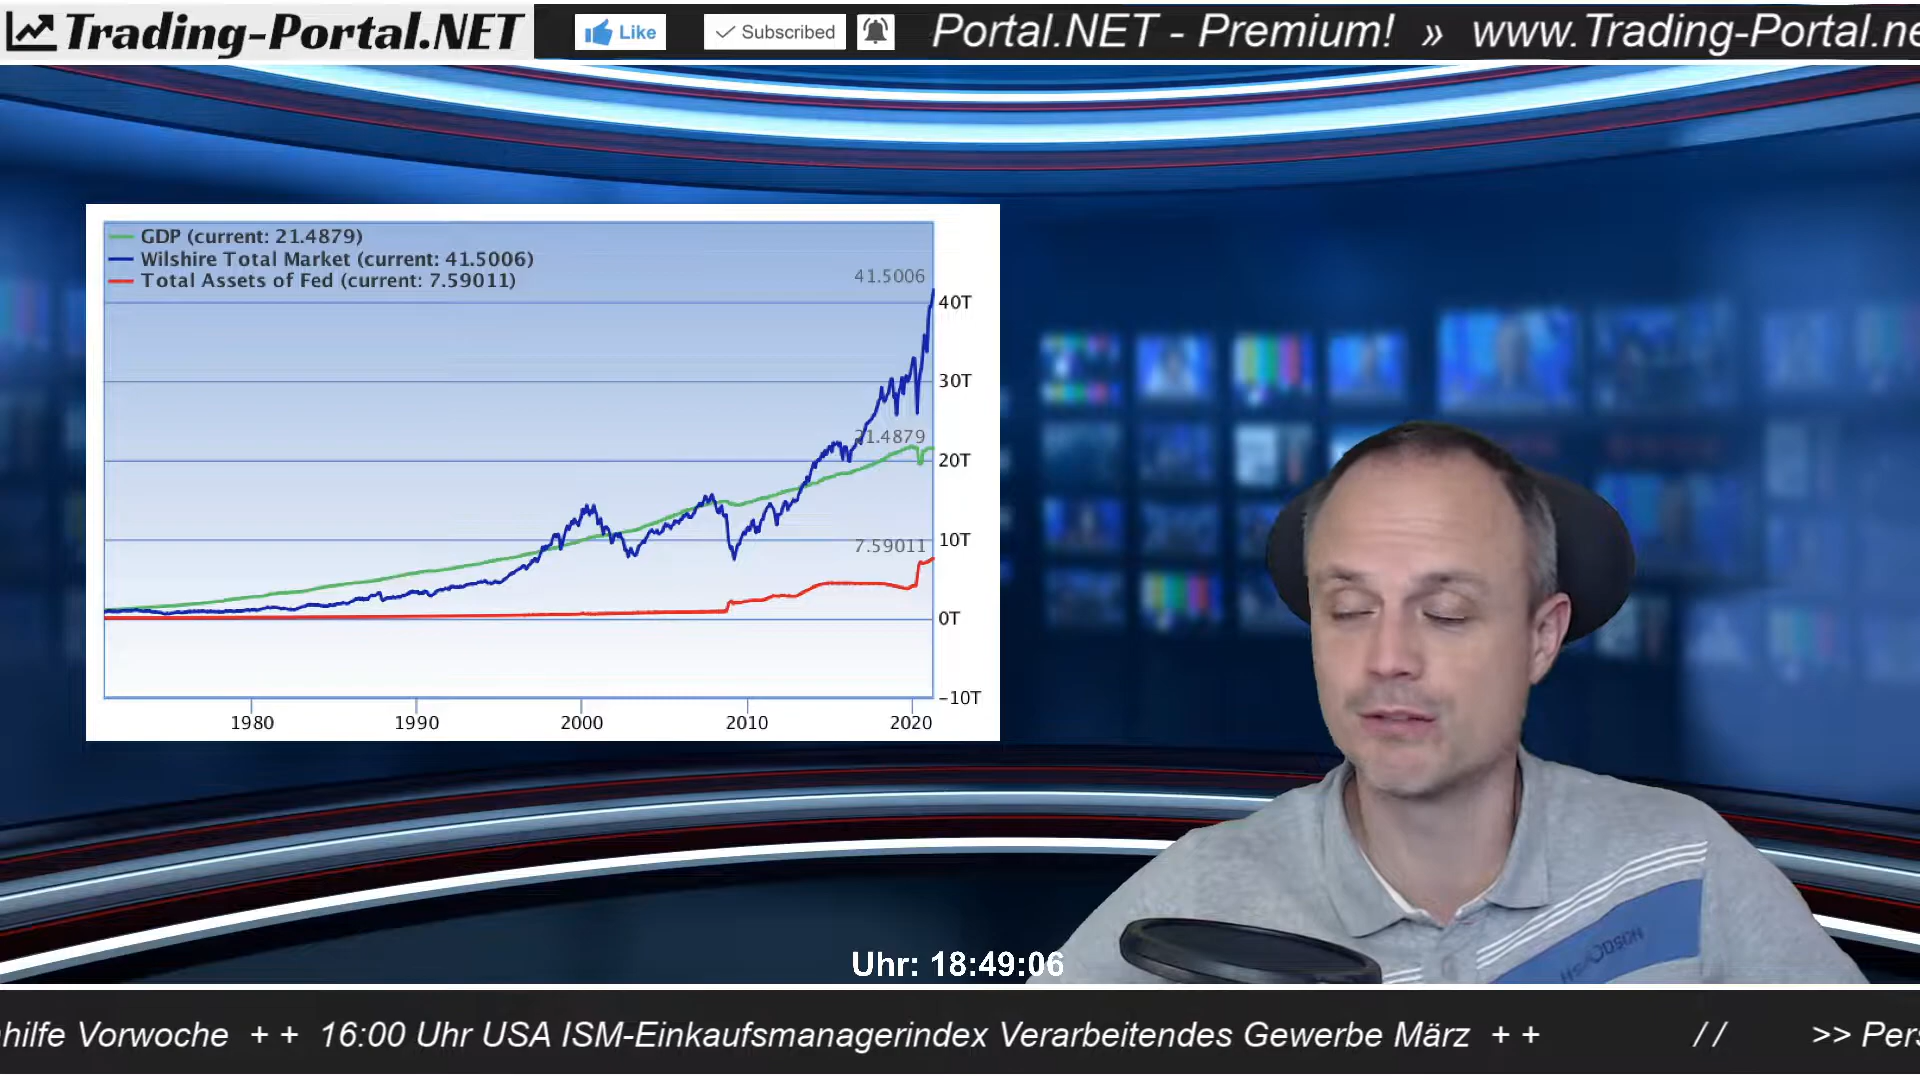 Trading-Portal.NET
Like
Subscribed
Portal.NET - Premium! » www.Trading-Portal.ne
GDP (current: 21.4879)
Wilshire Total Market (current: 41.5006)
Total Assets of Fed (current: 7.59011)
41.5006
40T
30T
21.4879
20T
7.59011
10T
0T
-10T
1980 1990 2000 2010 2020
Uhr: 18:49:06
hilfe Vorwoche ++ 16:00 Uhr USA ISM-Einkaufsmanagerindex Verarbeitendes Gewerbe März ++ // >> Pers